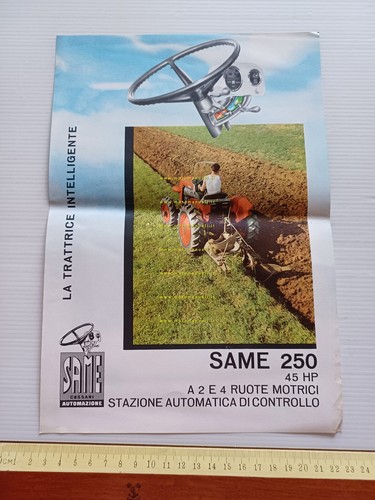 LA TRATTRICE INTELLIGENTE
SAME
CASSANI
AUTOMAZIONE
SAME 250
45 HP
A 2 E 4 RUOTE MOTRICI
STAZIONE AUTOMATICA DI CONTROLLO
CM 1 2 3 4 5 6 7 8 9 10 11 12 13 14 15 16 17 18 19 20 21 22 23 24